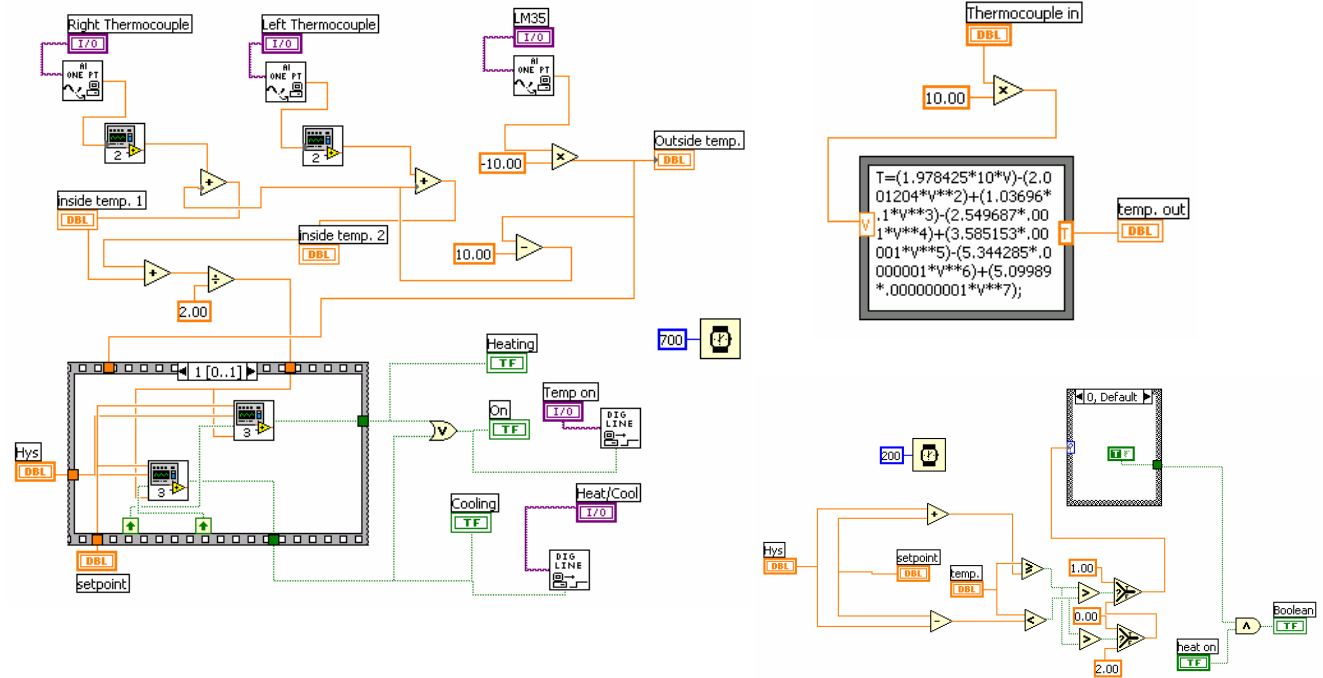 Right Thermocouple
I/O
AI
ONE PT
2
Left Thermocouple
I/O
AI
ONE PT
2
LM35
I/O
AI
ONE PT
-10.00
Outside temp.
DBL
inside temp. 1
DBL
inside temp. 2
DBL
10.00
2.00
700
1 [0..1]
3
3
Hys
DBL
DBL
setpoint
Heating
TF
On
TF
Temp on
I/O
DIG
LINE
Cooling
TF
Heat/Cool
I/O
DIG
LINE
Thermocouple in
DBL
10.00
V
T=(1.978425*10*V)-(2.0
01204*V**2)+(1.03696*
.1*V**3)-(2.549687*.00
1*V**4)+(3.585153*.00
001*V**5)-(5.344285*.0
000001*V**6)+(5.09989
*.000000001*V**7);
T
temp. out
DBL
0, Default
?
T F
200
Hys
DBL
setpoint
DBL
temp.
DBL
1.00
0.00
2.00
heat on
TF
Boolean
TF